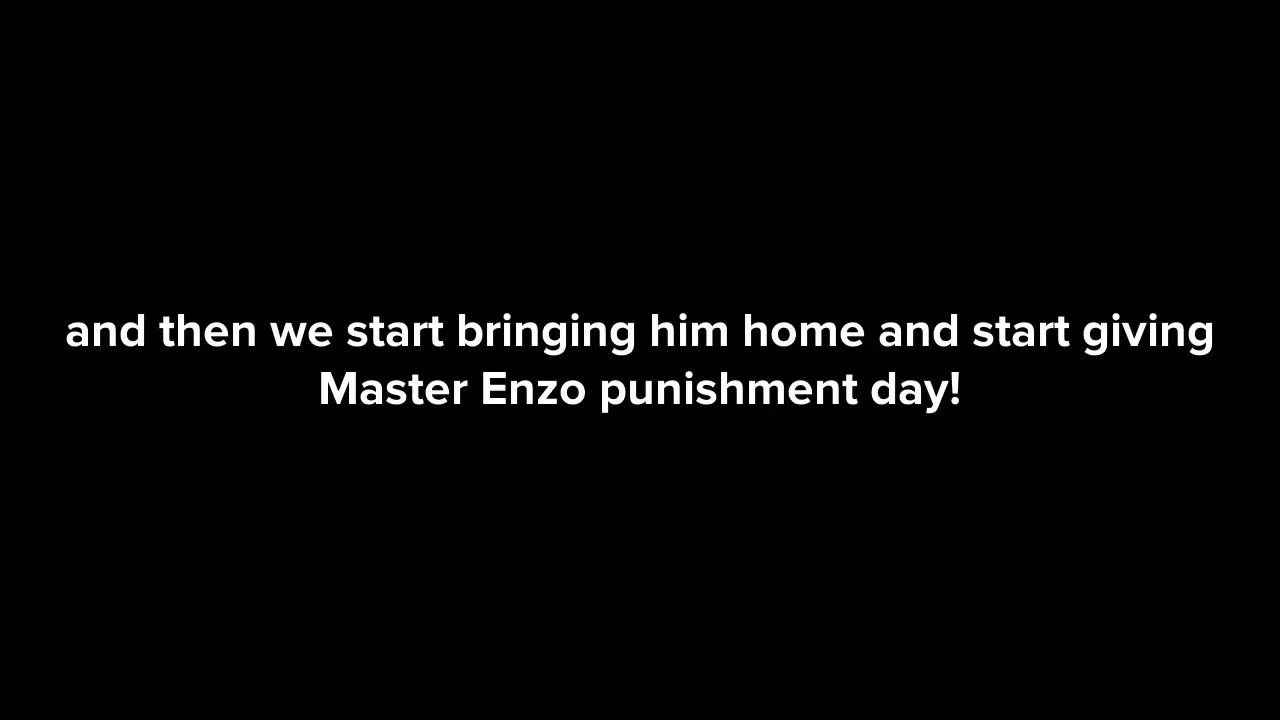 and then we start bringing him home and start giving
Master Enzo punishment day!